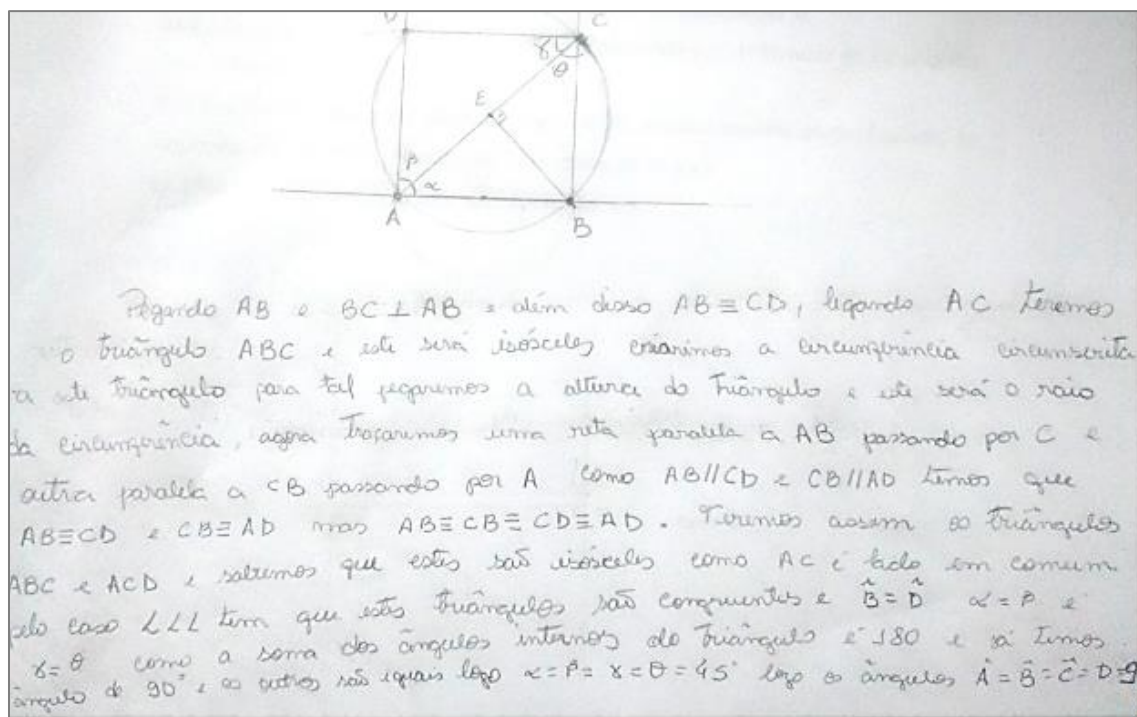 D C
γ
θ
E
β
α
A B
Pegando AB e BC ⊥ AB e além disso AB ≡ CD, ligando AC teremos
o triângulo ABC e este será isósceles criarimos a circunferência circunscrita
a este triângulo para tal pegaremos a altura do triângulo e este será o raio
da circunferência, agora traçaremos uma reta paralela a AB passando por C e
outra paralela a CB passando por A como AB//CD e CB//AD temos que
AB≡CD e CB≡AD mas AB≡CB≡CD≡AD. Teremos assim os triângulos
ABC e ACD e sabemos que estes são isósceles como AC é lado em comum
pelo caso LLL tem que estes triângulos são congruentes e B̂=D̂ α=β e
γ=θ como a soma dos ângulos internos do triângulo é 180 e já temos
ângulo de 90° e os outros são iguais logo α=β=γ=θ=45° logo os ângulos Â=B̂=Ĉ=D=9